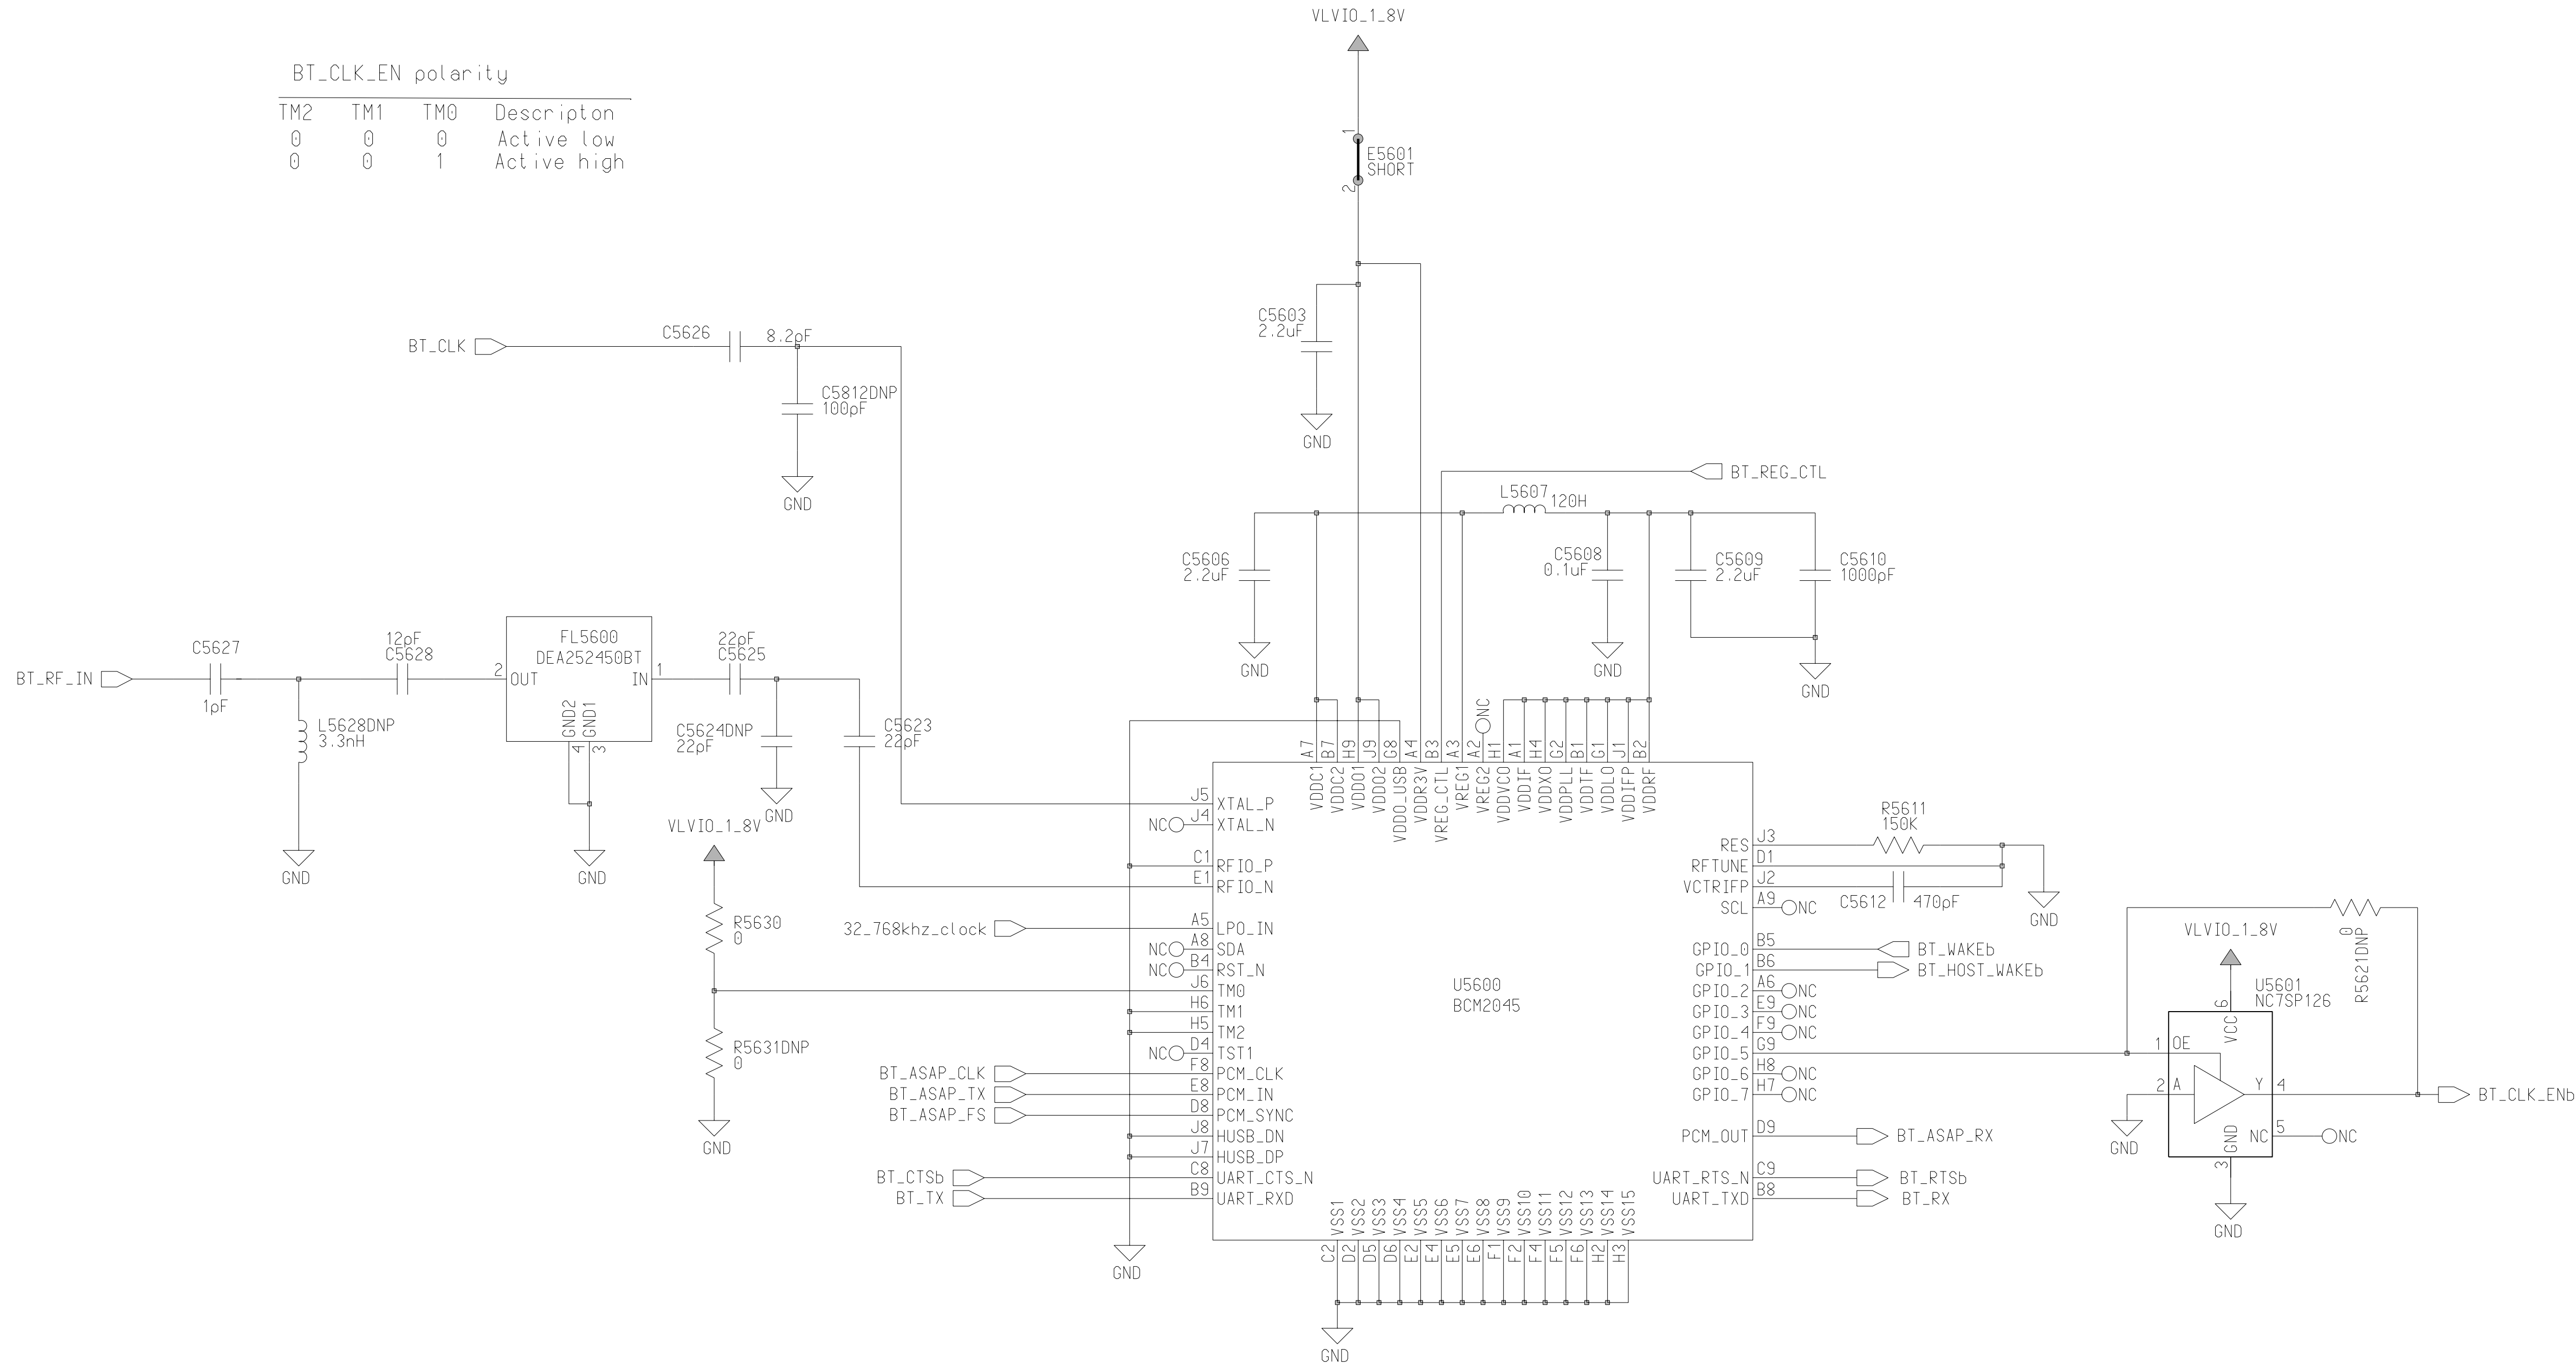 VLVIO_1_8V
BT_CLK_EN polarity
TM2 TM1 TM0 Descripton
0 0 0 Active low
0 0 1 Active high
1
E5601
SHORT
2
C5603
2.2uF
GND
BT_CLK
C5626
8.2pF
C5812DNP
100pF
GND
BT_REG_CTL
L5607
120H
C5606
2.2uF
GND
C5608
0.1uF
GND
C5609
2.2uF
C5610
1000pF
GND
BT_RF_IN
C5627
1pF
L5628DNP
3.3nH
GND
12pF
C5628
FL5600
DEA252450BT
2 OUT
IN 1
GND2
GND1
4
3
GND
22pF
C5625
C5624DNP
22pF
GND
C5623
22pF
VLVIO_1_8V
R5630
0
R5631DNP
0
GND
A7 VDDC1
B7 VDDC2
H9 VDDO1
J9 VDDO2
G8 VDDO_USB
A4 VDDR3V
B3 VREG_CTL
A3 VREG1
NC A2 VREG2
H1 VDDVCO
A1 VDDIF
H4 VDDXO
G2 VDDPLL
B1 VDDTF
G1 VDDLO
J1 VDDIFP
B2 VDDRF
J5 XTAL_P
NC J4 XTAL_N
C1 RFIO_P
E1 RFIO_N
32_768khz_clock A5 LPO_IN
NC A8 SDA
NC B4 RST_N
J6 TM0
H6 TM1
H5 TM2
NC D4 TST1
BT_ASAP_CLK F8 PCM_CLK
BT_ASAP_TX E8 PCM_IN
BT_ASAP_FS D8 PCM_SYNC
J8 HUSB_DN
J7 HUSB_DP
BT_CTSb C8 UART_CTS_N
BT_TX B9 UART_RXD
GND
U5600
BCM2045
R5611
150K
RES J3
RFTUNE D1
VCTRIFP J2
C5612 470pF
GND
SCL A9 NC
GPIO_0 B5 BT_WAKEb
GPIO_1 B6 BT_HOST_WAKEb
GPIO_2 A6 NC
GPIO_3 E9 NC
GPIO_4 F9 NC
GPIO_5 G9
GPIO_6 H8 NC
GPIO_7 H7 NC
PCM_OUT D9 BT_ASAP_RX
UART_RTS_N C9 BT_RTSb
UART_TXD B8 BT_RX
VSS1 C2
VSS2 D2
VSS3 D5
VSS4 D6
VSS5 E2
VSS6 E4
VSS7 E5
VSS8 E6
VSS9 F1
VSS10 F2
VSS11 F4
VSS12 F5
VSS13 F6
VSS14 H2
VSS15 H3
GND
0
R5621DNP
VLVIO_1_8V
U5601
NC7SP126
6
VCC
1 OE
2 A
Y 4
GND
NC 5 NC
GND
3
GND
BT_CLK_ENb